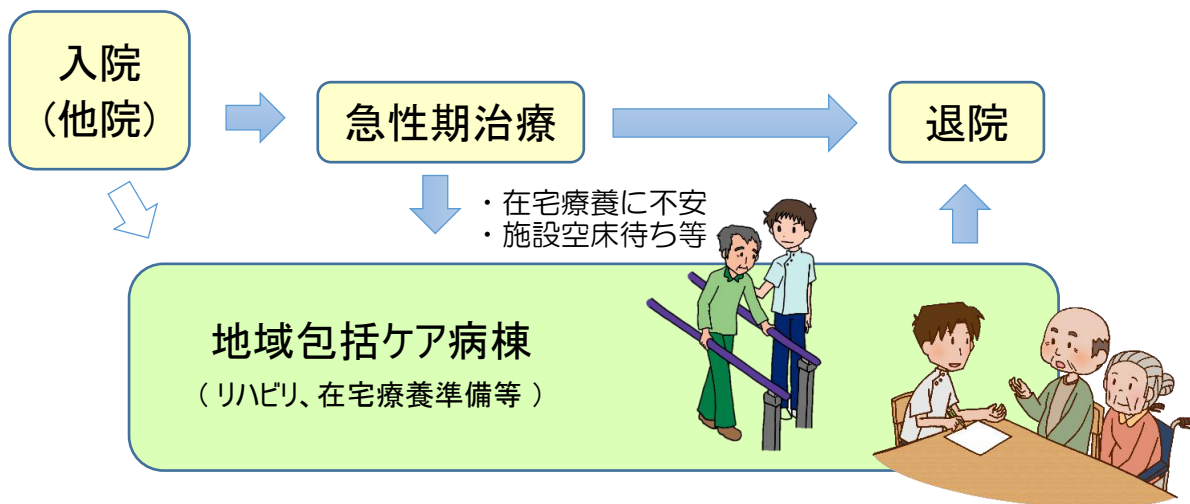 入院
（他院）
急性期治療
退院
・在宅療養に不安
・施設空床待ち等
地域包括ケア病棟
（リハビリ、在宅療養準備等）